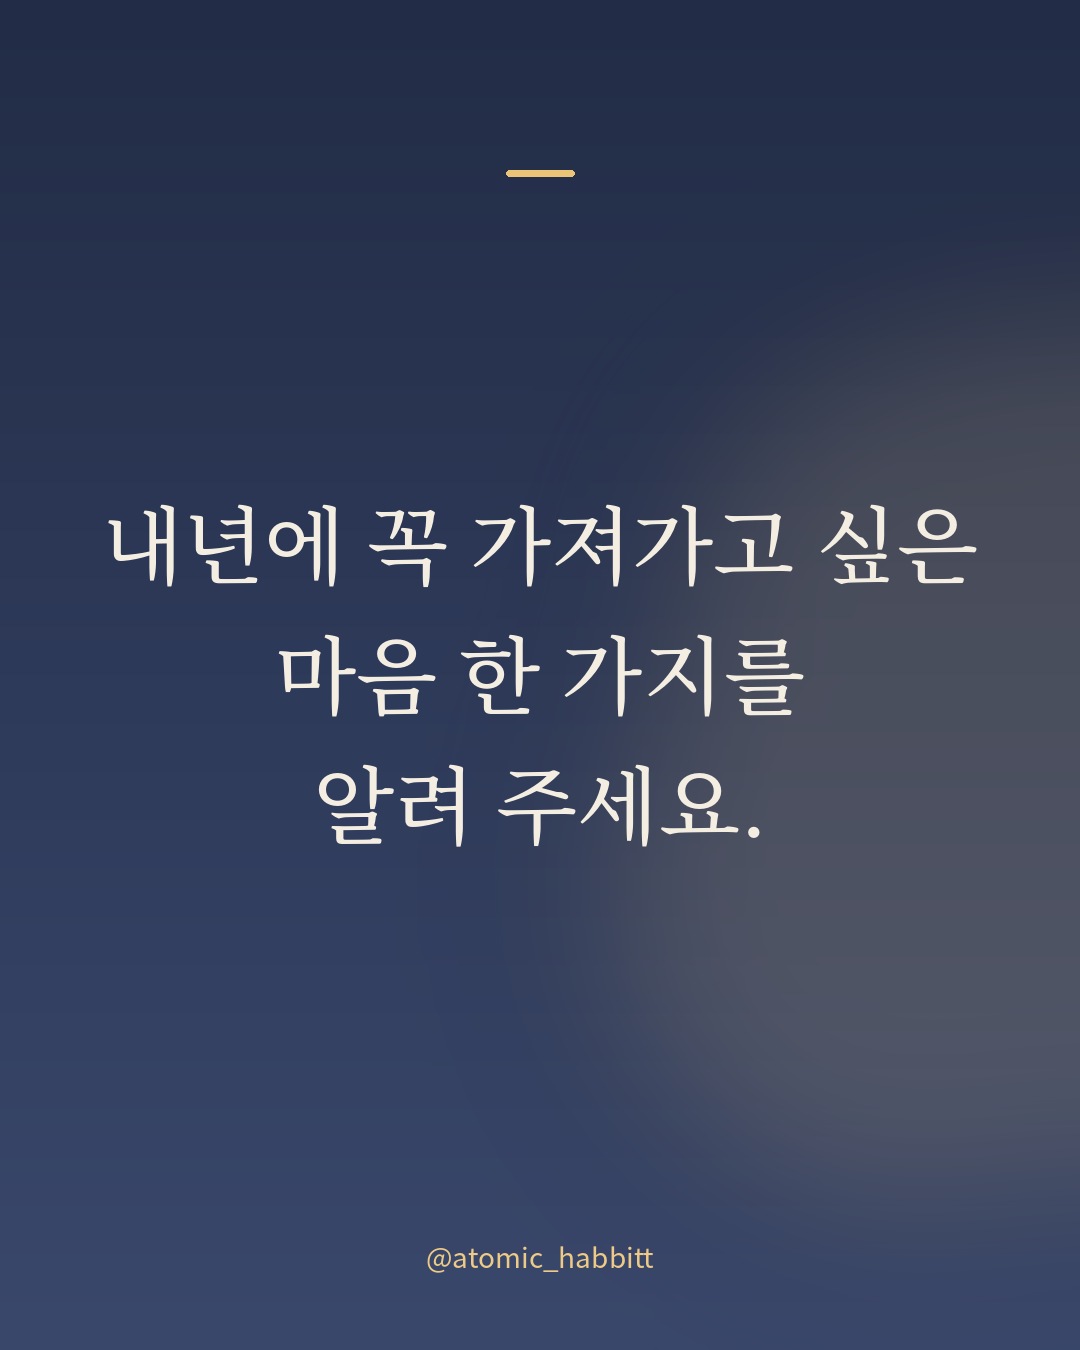 내년에 꼭 가져가고 싶은
마음 한 가지를
알려 주세요.
@atomic_habbitt